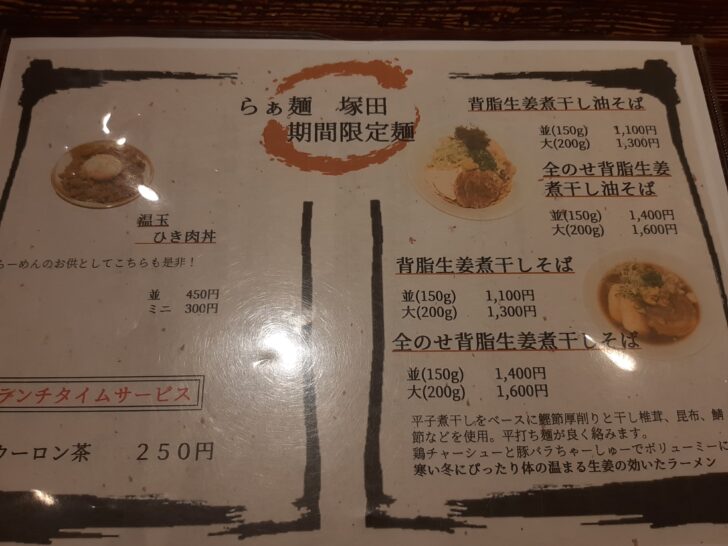 らぁ麺 塚田
期間限定麺
温玉
ひき肉丼
らーめんのお供としてこちらも是非！
並 450円
ミニ 300円
ランチタイムサービス
ウーロン茶 ２５０円
背脂生姜煮干し油そば
並(150g) 1,100円
大(200g) 1,300円
全のせ背脂生姜
煮干し油そば
並(150g) 1,400円
大(200g) 1,600円
背脂生姜煮干しそば
並(150g) 1,100円
大(200g) 1,300円
全のせ背脂生姜煮干しそば
並(150g) 1,400円
大(200g) 1,600円
平子煮干しをベースに鰹節厚削りと干し椎茸、昆布、鯖
節などを使用。平打ち麺が良く絡みます。
鶏チャーシューと豚バラちゃーしゅーでボリューミーに
寒い冬にぴったり体の温まる生姜の効いたラーメン